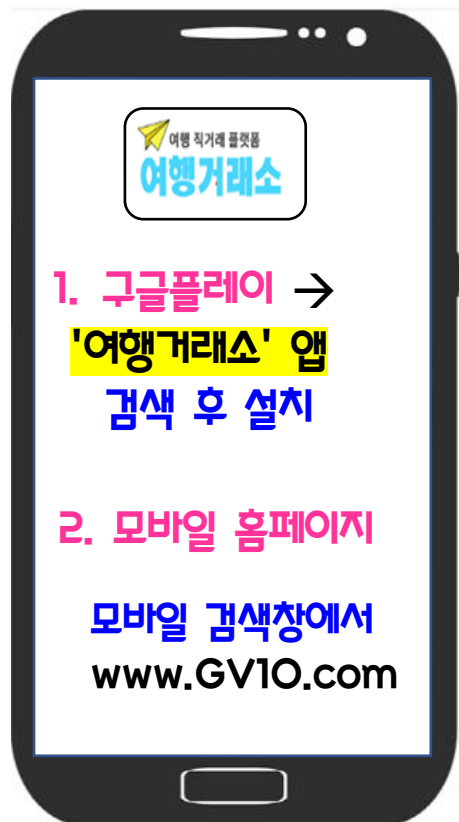 여행 직거래 플랫폼
여행거래소
1. 구글플레이 →
'여행거래소' 앱
검색 후 설치
2. 모바일 홈페이지
모바일 검색창에서
www.GV10.com